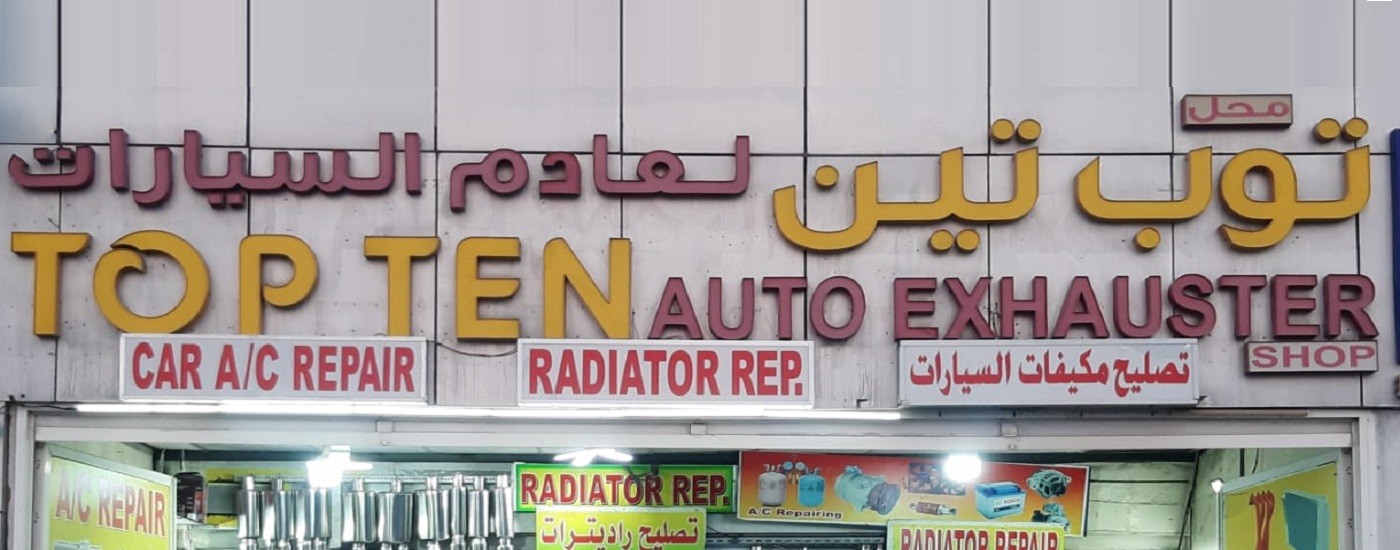 محل
توب تين لعادم السيارات
TOP TEN AUTO EXHAUSTER
SHOP
CAR A/C REPAIR
RADIATOR REP.
تصليح مكيفات السيارات
A/C REPAIR
RADIATOR REP.
تصليح راديترات
A/C Repairing
RADIATOR REPAIR